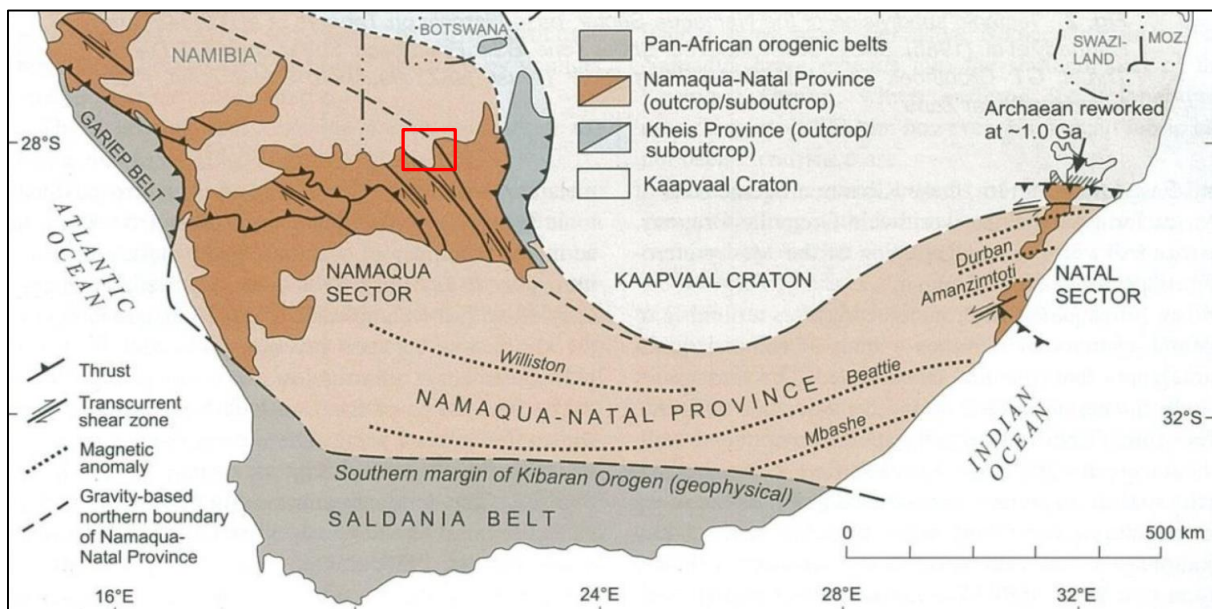 NAMIBIA
BOTSWANA
SWAZI-
LAND
MOZ.
Pan-African orogenic belts
Namaqua-Natal Province
(outcrop/suboutcrop)
Kheis Province (outcrop/
suboutcrop)
Kaapvaal Craton
Archaean reworked
at ~1.0 Ga
28°S
GARIEP BELT
ATLANTIC
OCEAN
NAMAQUA
SECTOR
KAAPVAAL CRATON
Durban
Amanzimtoti
NATAL
SECTOR
Williston
Beattie
NAMAQUA-NATAL PROVINCE
Mbashe
INDIAN
OCEAN
32°S
Southern margin of Kibaran Orogen (geophysical)
SALDANIA BELT
Thrust
Transcurrent
shear zone
Magnetic
anomaly
Gravity-based
northern boundary
of Namaqua-
Natal Province
0
500 km
16°E
24°E
28°E
32°E